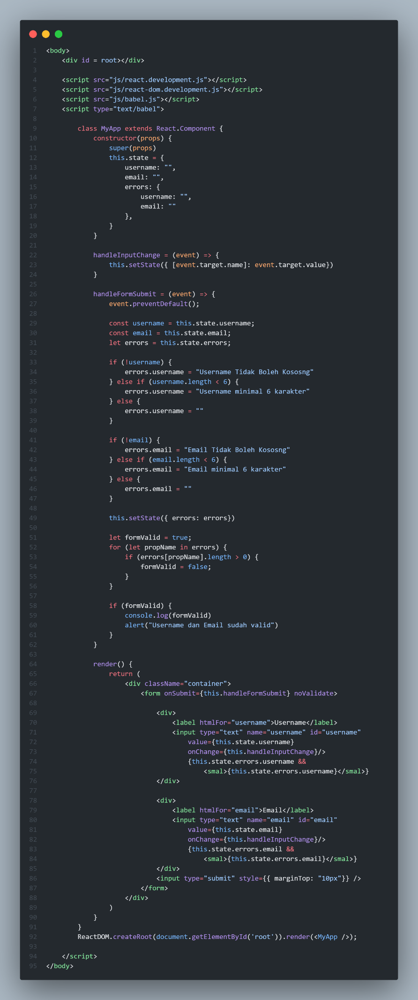 1 <body>
2     <div id = root></div>
3
4     <script src="js/react.development.js"></script>
5     <script src="js/react-dom.development.js"></script>
6     <script src="js/babel.js"></script>
7     <script type="text/babel">
8
9         class MyApp extends React.Component {
10             constructor(props) {
11                 super(props)
12                 this.state = {
13                     username: "",
14                     email: "",
15                     errors: {
16                         username: "",
17                         email: ""
18                     },
19                 }
20             }
21
22             handleInputChange = (event) => {
23                 this.setState({ [event.target.name]: event.target.value})
24             }
25
26             handleFormSubmit = (event) => {
27                 event.preventDefault();
28
29                 const username = this.state.username;
30                 const email = this.state.email;
31                 let errors = this.state.errors;
32
33                 if (!username) {
34                     errors.username = "Username Tidak Boleh Kososng"
35                 } else if (username.length < 6) {
36                     errors.username = "Username minimal 6 karakter"
37                 } else {
38                     errors.username = ""
39                 }
40
41                 if (!email) {
42                     errors.email = "Email Tidak Boleh Kososng"
43                 } else if (email.length < 6) {
44                     errors.email = "Email minimal 6 karakter"
45                 } else {
46                     errors.email = ""
47                 }
48
49                 this.setState({ errors: errors})
50
51                 let formValid = true;
52                 for (let propName in errors) {
53                     if (errors[propName].length > 0) {
54                         formValid = false;
55                     }
56                 }
57
58                 if (formValid) {
59                     console.log(formValid)
60                     alert("Username dan Email sudah valid")
61                 }
62             }
63
64             render() {
65                 return (
66                     <div className="container">
67                         <form onSubmit={this.handleFormSubmit} noValidate>
68
69                             <div>
70                                 <label htmlFor="username">Username</label>
71                                 <input type="text" name="username" id="username"
72                                     value={this.state.username}
73                                     onChange={this.handleInputChange}/>
74                                     {this.state.errors.username &&
75                                         <smal>{this.state.errors.username}</smal>}
76                             </div>
77
78                             <div>
79                                 <label htmlFor="email">Email</label>
80                                 <input type="text" name="email" id="email"
81                                     value={this.state.email}
82                                     onChange={this.handleInputChange}/>
83                                     {this.state.errors.email &&
84                                         <smal>{this.state.errors.email}</smal>}
85                             </div>
86                             <input type="submit" style={{ marginTop: "10px"}} />
87                         </form>
88                     </div>
89                 )
90             }
91         }
92         ReactDOM.createRoot(document.getElementById('root')).render(<MyApp />);
93
94     </script>
95 </body>